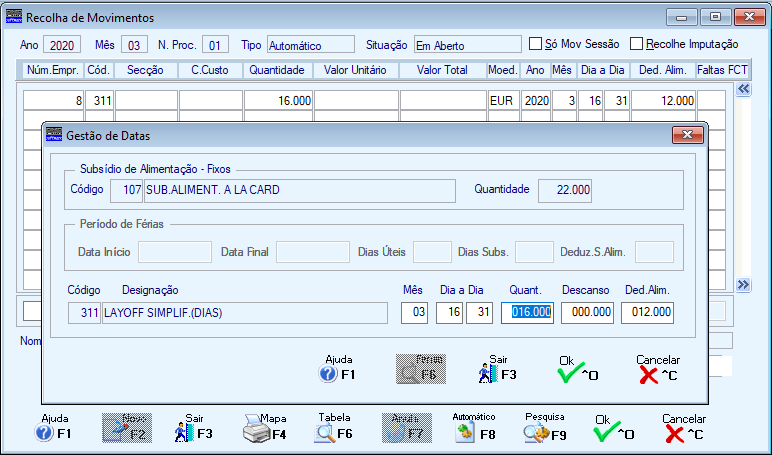 Recolha de Movimentos
Ano 2020 Mês 03 N. Proc. 01 Tipo Automático Situação Em Aberto Só Mov Sessão Recolhe Imputação
Núm.Empr. Cód. Secção C.Custo Quantidade Valor Unitário Valor Total Moed. Ano Mês Dia a Dia Ded. Alim. Faltas FCT
8 311 16.000 EUR 2020 3 16 31 12.000
Gestão de Datas
Subsídio de Alimentação - Fixos
Código 107 SUB.ALIMENT. A LA CARD Quantidade 22.000
Período de Férias
Data Início Data Final Dias Úteis Dias Subs. Deduz.S.Alim.
Código Designação Mês Dia a Dia Quant. Descanso Ded.Alim.
311 LAYOFF SIMPLIF.(DIAS) 03 16 31 016.000 000.000 012.000
Nom
Ajuda F1 Férias F6 Sair F3 Ok ^O Cancelar ^C
Ajuda F1 Novo F2 Sair F3 Mapa F4 Tabela F6 Anula F7 Automático F8 Pesquisa F9 Ok ^O Cancelar ^C